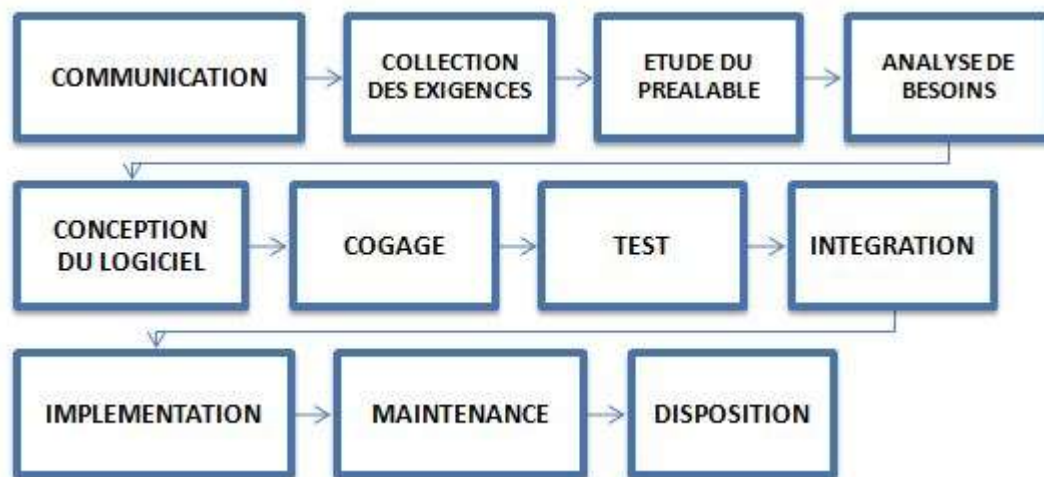 COMMUNICATION
COLLECTION
DES EXIGENCES
ETUDE DU
PREALABLE
ANALYSE DE
BESOINS
CONCEPTION
DU LOGICIEL
COGAGE
TEST
INTEGRATION
IMPLEMENTATION
MAINTENANCE
DISPOSITION